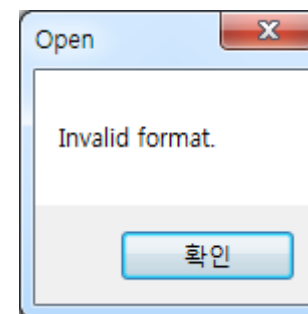 Open
Invalid format.
확인